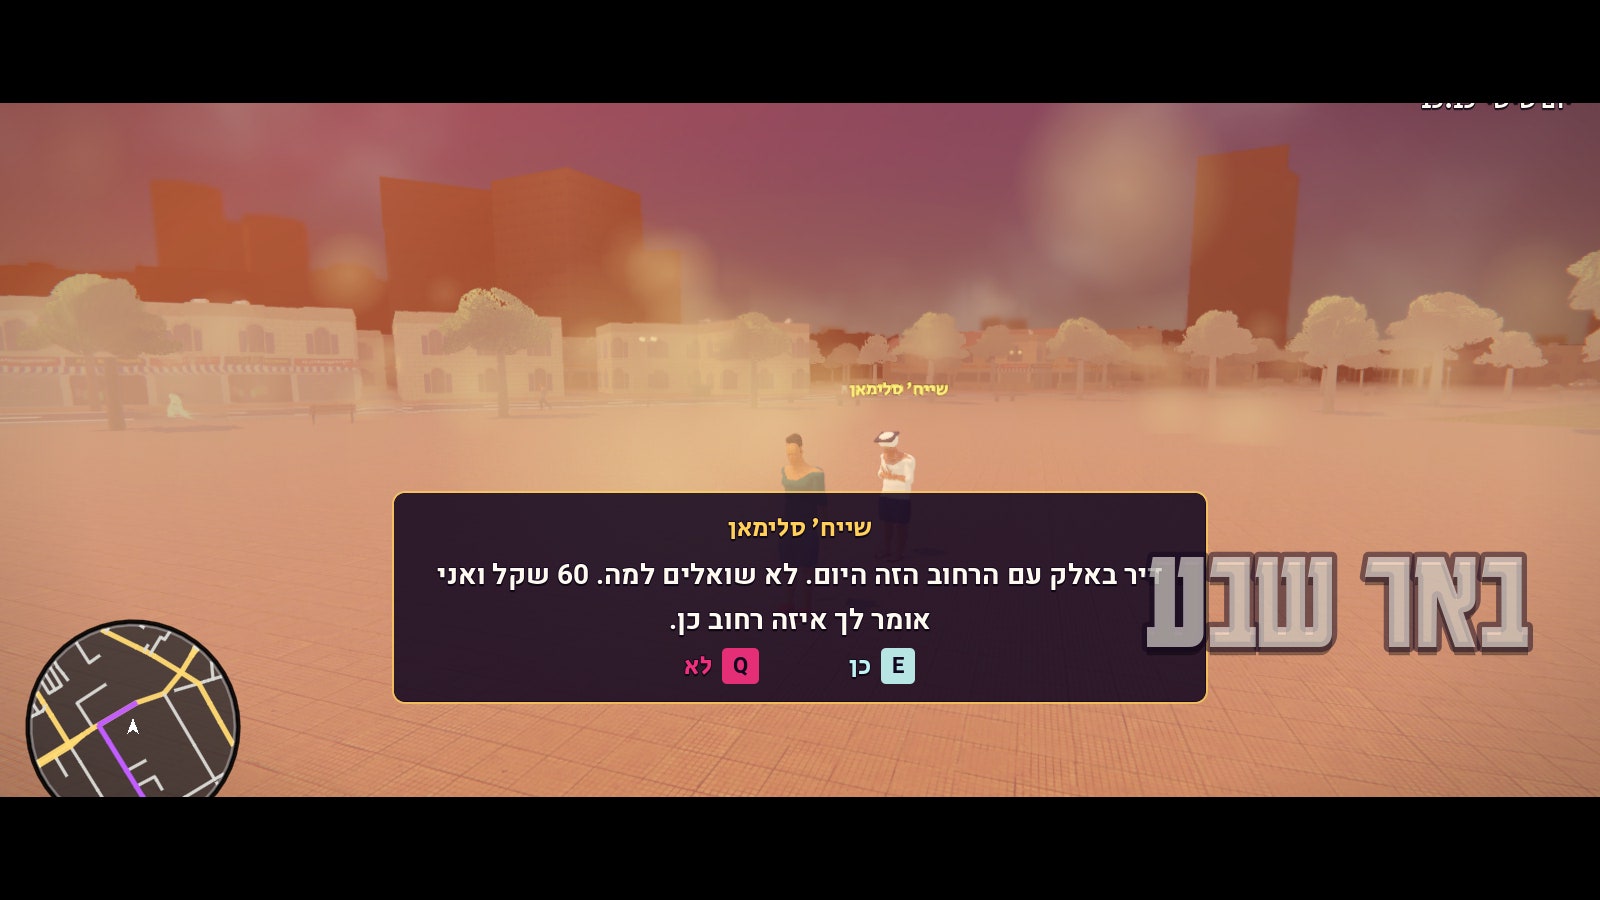 שייח׳ סלימאן
שייח׳ סלימאן
דיר באלק עם הרחוב הזה היום. לא שואלים למה. 60 שקל ואני
אומר לך איזה רחוב כן.
E כן
Q לא
באר שבע